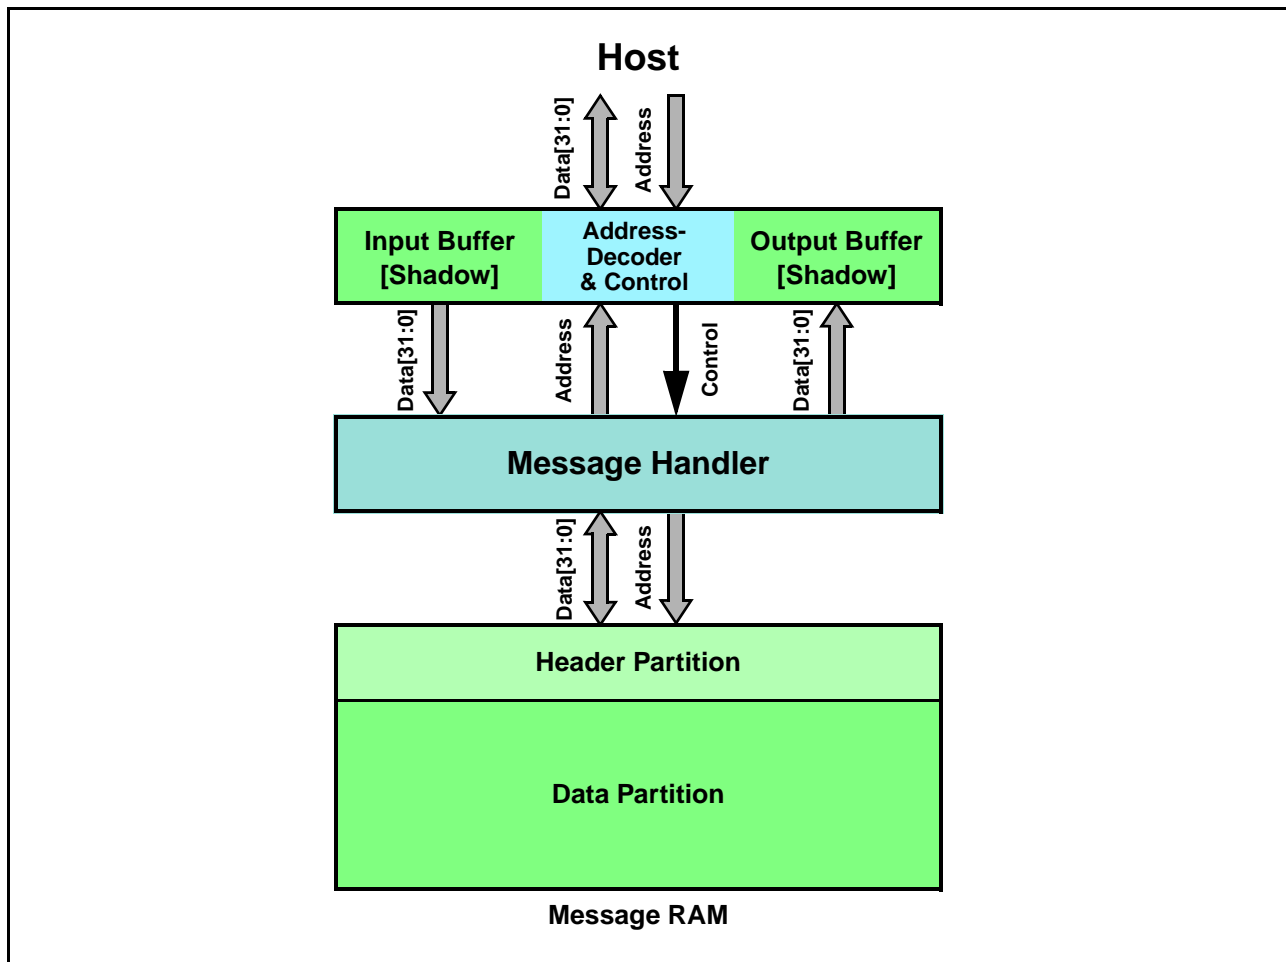 Host
Data[31:0]
Address
Input Buffer
[Shadow]
Address-
Decoder
& Control
Output Buffer
[Shadow]
Data[31:0]
Address
Control
Data[31:0]
Message Handler
Data[31:0]
Address
Header Partition
Data Partition
Message RAM